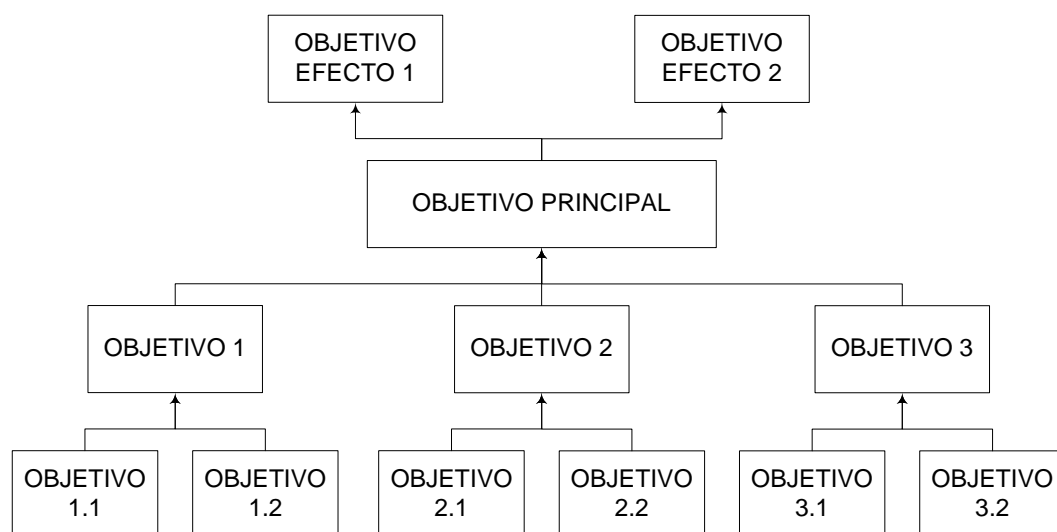 OBJETIVO
EFECTO 1
OBJETIVO
EFECTO 2
OBJETIVO PRINCIPAL
OBJETIVO 1
OBJETIVO 2
OBJETIVO 3
OBJETIVO
1.1
OBJETIVO
1.2
OBJETIVO
2.1
OBJETIVO
2.2
OBJETIVO
3.1
OBJETIVO
3.2